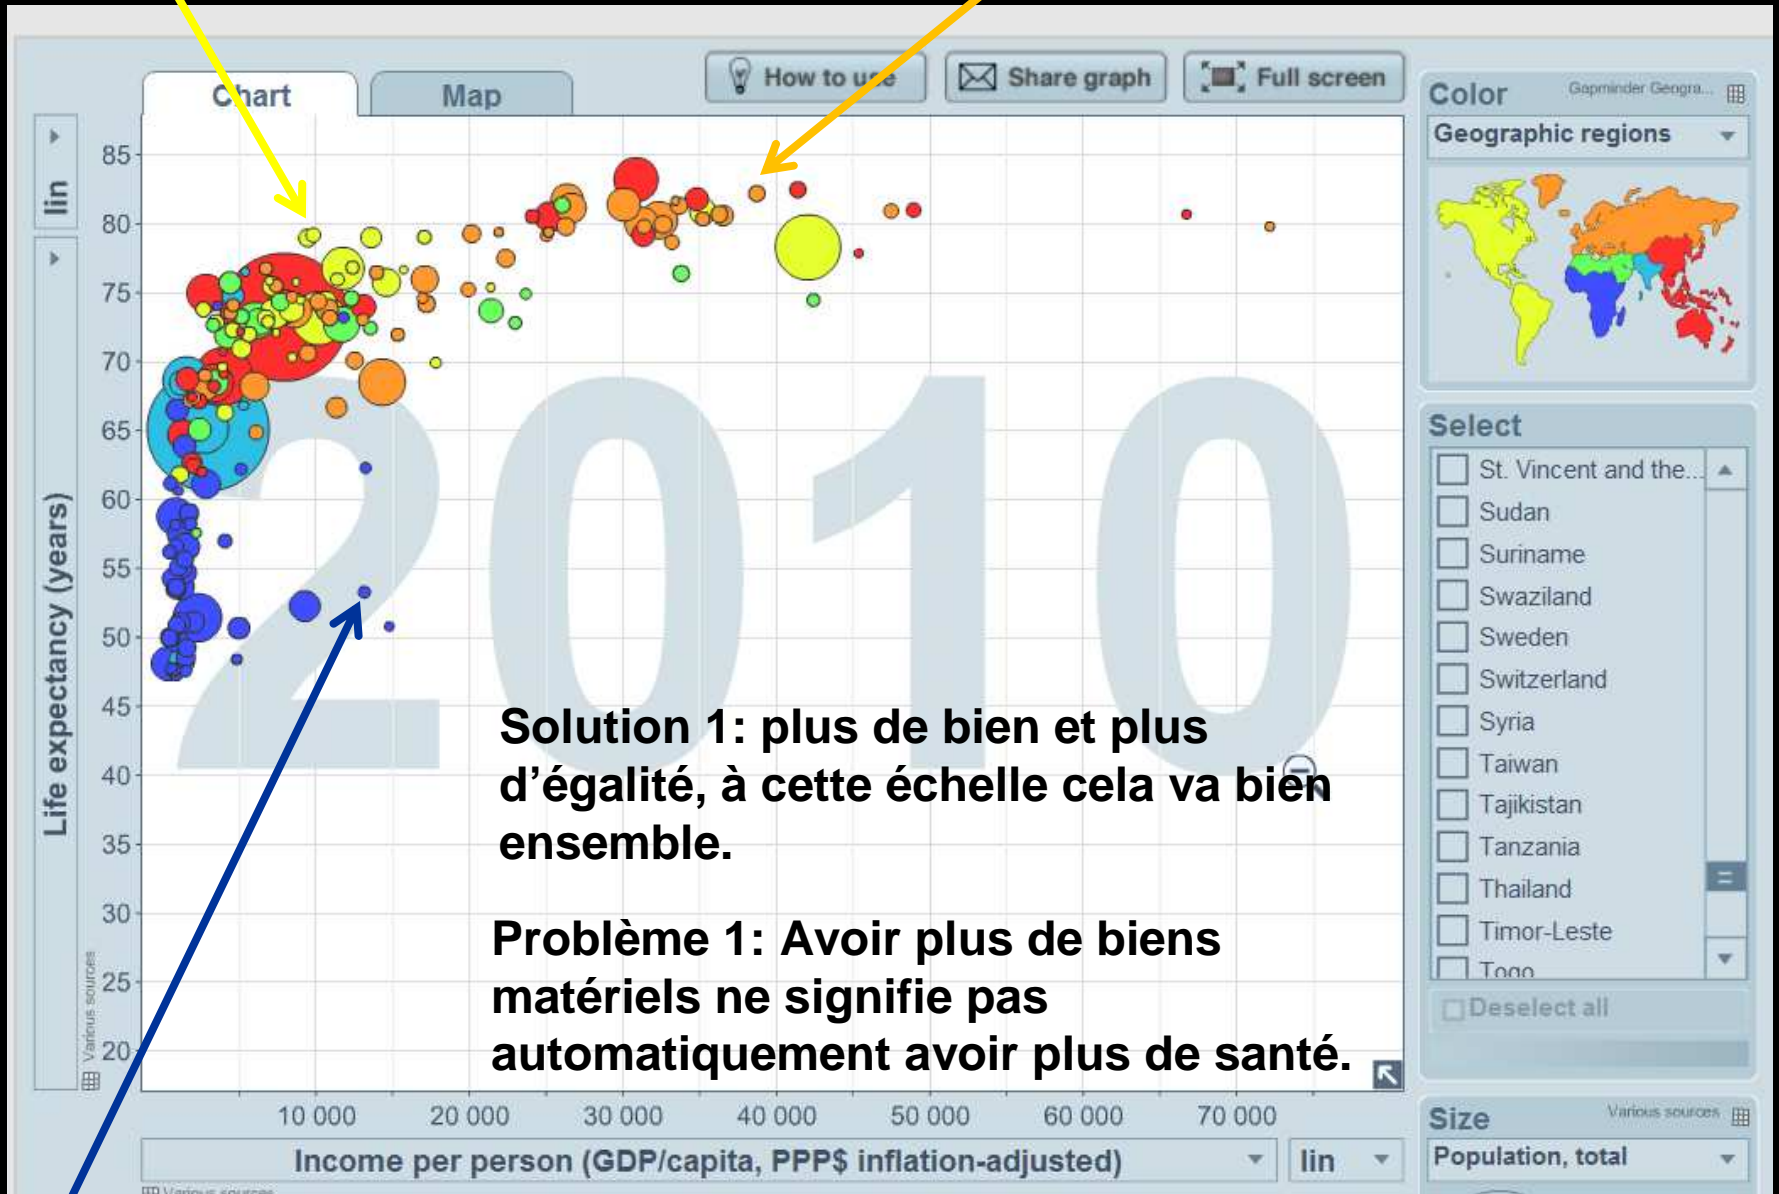 How to use
Share graph
Full screen
Chart
Map
Color
Gapminder Geogra...
Geographic regions
lin
85
80
75
70
65
60
55
50
45
40
35
30
25
20
Life expectancy (years)
Various sources
2010
Solution 1: plus de bien et plus
d'égalité, à cette échelle cela va bien
ensemble.
Problème 1: Avoir plus de biens
matériels ne signifie pas
automatiquement avoir plus de santé.
Select
St. Vincent and the...
Sudan
Suriname
Swaziland
Sweden
Switzerland
Syria
Taiwan
Tajikistan
Tanzania
Thailand
Timor-Leste
Togo
Deselect all
10 000
20 000
30 000
40 000
50 000
60 000
70 000
Income per person (GDP/capita, PPP$ inflation-adjusted)
lin
Various sources
Size
Various sources
Population, total